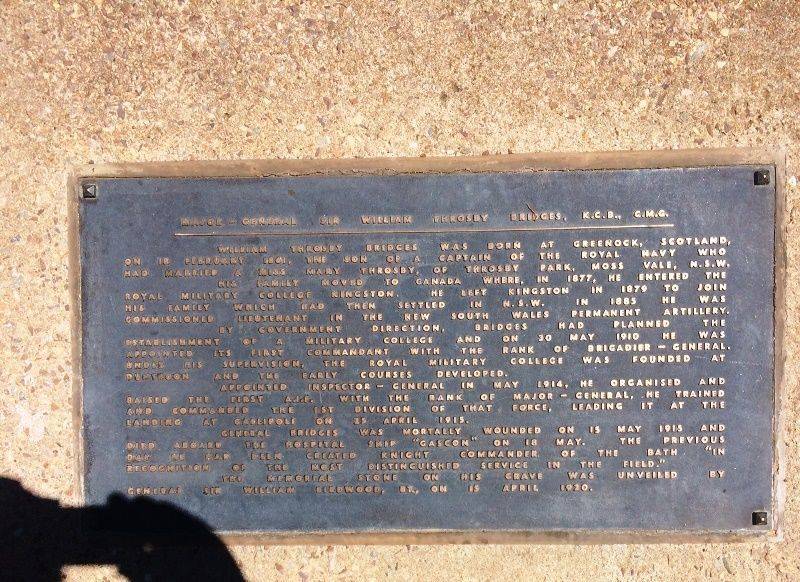 MAJOR - GENERAL SIR WILLIAM THROSBY BRIDGES, K.C.B., C.M.G.
WILLIAM THROSBY BRIDGES WAS BORN AT GREENOCK, SCOTLAND,
ON 18 FEBRUARY 1861, THE SON OF A CAPTAIN OF THE ROYAL NAVY WHO
HAD MARRIED A MISS MARY THROSBY, OF THROSBY PARK, MOSS VALE, N.S.W.
HIS FAMILY MOVED TO CANADA WHERE, IN 1877, HE ENTERED THE
ROYAL MILITARY COLLEGE KINGSTON. HE LEFT KINGSTON IN 1879 TO JOIN
HIS FAMILY WHICH HAD THEN SETTLED IN N.S.W. IN 1885 HE WAS
COMMISSIONED LIEUTENANT IN THE NEW SOUTH WALES PERMANENT ARTILLERY.
BY GOVERNMENT DIRECTION, BRIDGES HAD PLANNED THE
ESTABLISHMENT OF A MILITARY COLLEGE AND ON 30 MAY 1910 HE WAS
APPOINTED ITS FIRST COMMANDANT WITH THE RANK OF BRIGADIER - GENERAL.
UNDER HIS SUPERVISION, THE ROYAL MILITARY COLLEGE WAS FOUNDED AT
DUNTROON AND THE EARLY COURSES DEVELOPED.
APPOINTED INSPECTOR - GENERAL IN MAY 1914, HE ORGANISED AND
RAISED THE FIRST A.I.F. WITH THE RANK OF MAJOR - GENERAL, HE TRAINED
AND COMMANDED THE 1ST DIVISION OF THAT FORCE, LEADING IT AT THE
LANDING AT GALLIPOLI ON 25 APRIL 1915.
GENERAL BRIDGES WAS MORTALLY WOUNDED ON 15 MAY 1915 AND
DIED ABOARD THE HOSPITAL SHIP "GASCON" ON 18 MAY. THE PREVIOUS
DAY HE HAD BEEN CREATED KNIGHT COMMANDER OF THE BATH "IN
RECOGNITION OF THE MOST DISTINGUISHED SERVICE IN THE FIELD."
THE MEMORIAL STONE ON HIS GRAVE WAS UNVEILED BY
GENERAL SIR WILLIAM BIRDWOOD, BT., ON 15 APRIL 1920.